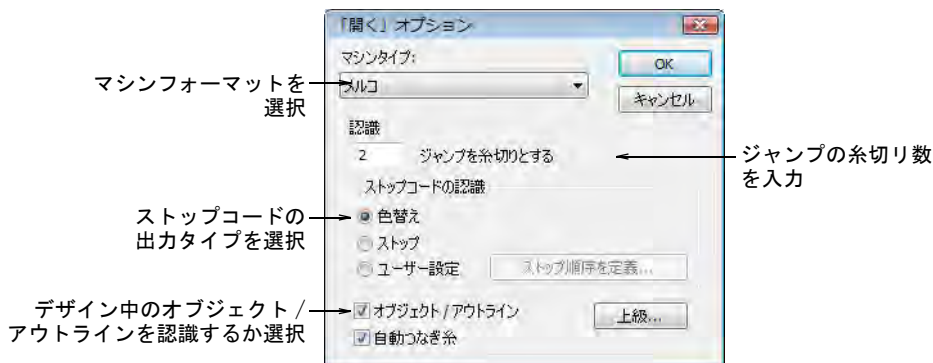 「開く」オプション
マシンタイプ:
OK
マシンフォーマットを
選択
メルコ
キャンセル
認識
2 ジャンプを糸切りとする
ジャンプの糸切り数
を入力
ストップコードの認識
ストップコードの
出力タイプを選択
色替え
ストップ
ユーザー設定
ストップ順序を定義...
デザイン中のオブジェクト /
アウトラインを認識するか選択
オブジェクト / アウトライン
上級...
自動つなぎ糸